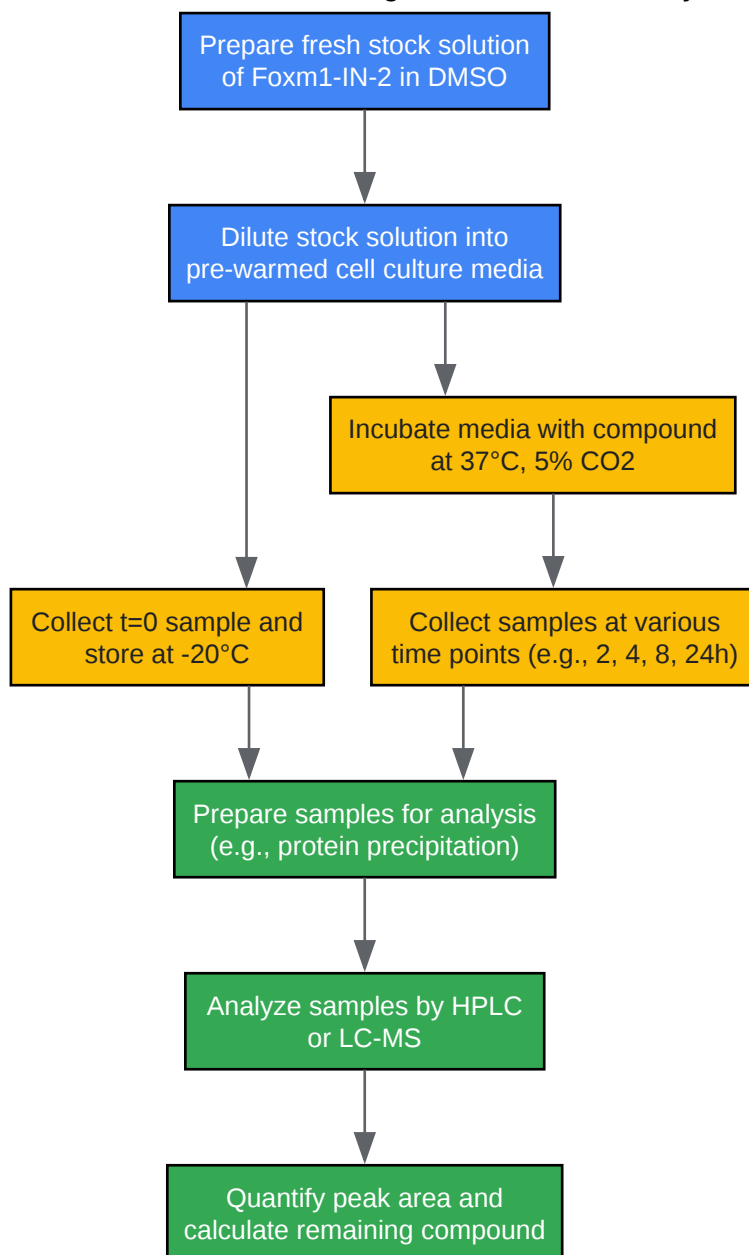 Prepare fresh stock solution
of Foxm1-IN-2 in DMSO
Dilute stock solution into
pre-warmed cell culture media
Incubate media with compound
at 37°C, 5% CO2
Collect t=0 sample and
store at -20°C
Collect samples at various
time points (e.g., 2, 4, 8, 24h)
Prepare samples for analysis
(e.g., protein precipitation)
Analyze samples by HPLC
or LC-MS
Quantify peak area and
calculate remaining compound